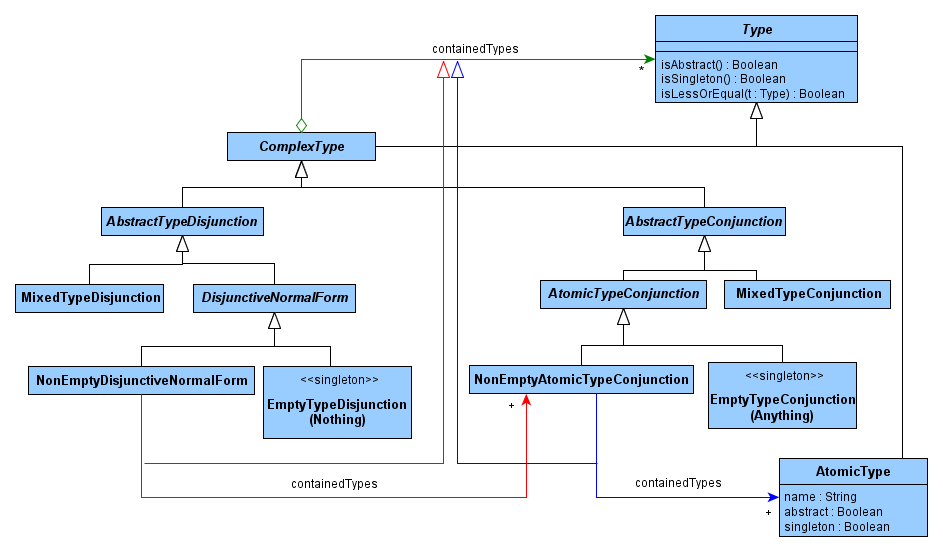 Type
containedTypes
isAbstract() : Boolean
isSingleton() : Boolean
isLessOrEqual(t : Type) : Boolean
*
ComplexType
AbstractTypeDisjunction
AbstractTypeConjunction
MixedTypeDisjunction
DisjunctiveNormalForm
AtomicTypeConjunction
MixedTypeConjunction
NonEmptyDisjunctiveNormalForm
<<singleton>>
EmptyTypeDisjunction
(Nothing)
NonEmptyAtomicTypeConjunction
<<singleton>>
EmptyTypeConjunction
(Anything)
+
containedTypes
containedTypes
+
AtomicType
name : String
abstract : Boolean
singleton : Boolean